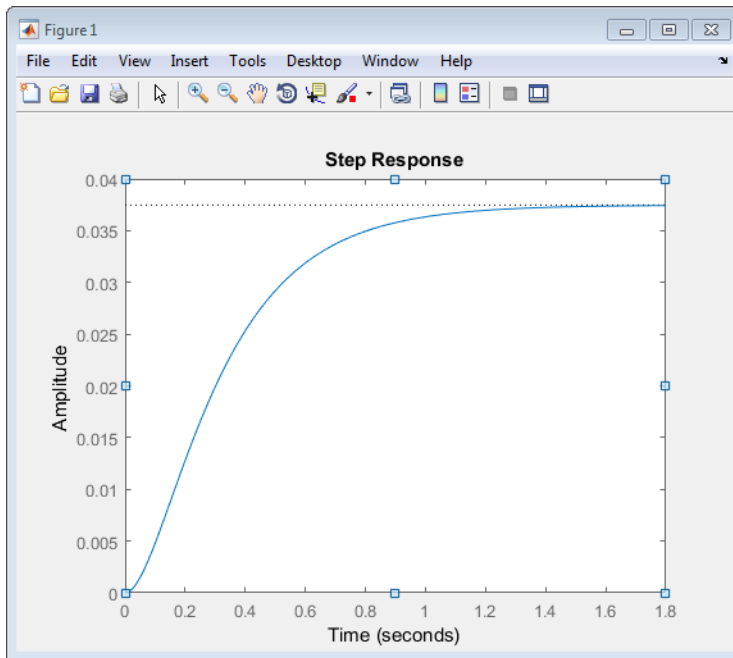 Figure 1
File Edit View Insert Tools Desktop Window Help
Step Response
0.04
0.035
0.03
0.025
0.02
0.015
0.01
0.005
0
Amplitude
0 0.2 0.4 0.6 0.8 1 1.2 1.4 1.6 1.8
Time (seconds)